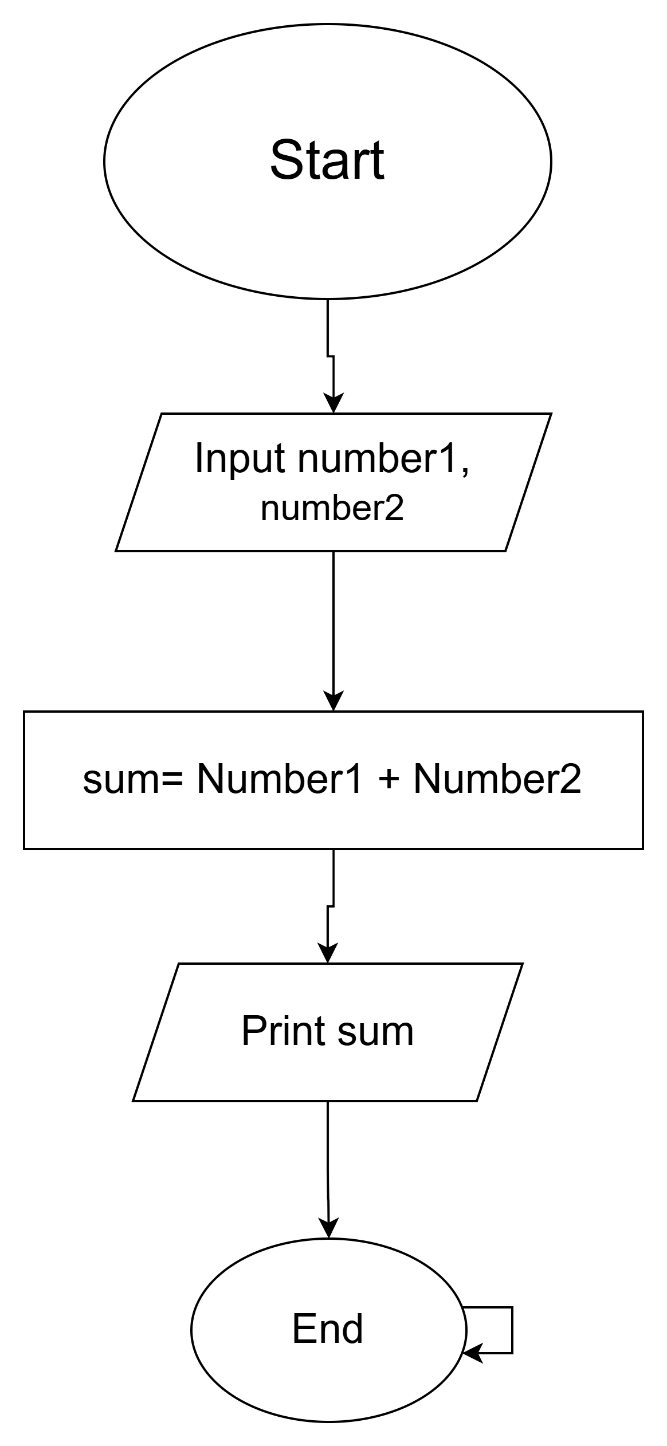 Start
Input number1,
number2
sum= Number1 + Number2
Print sum
End